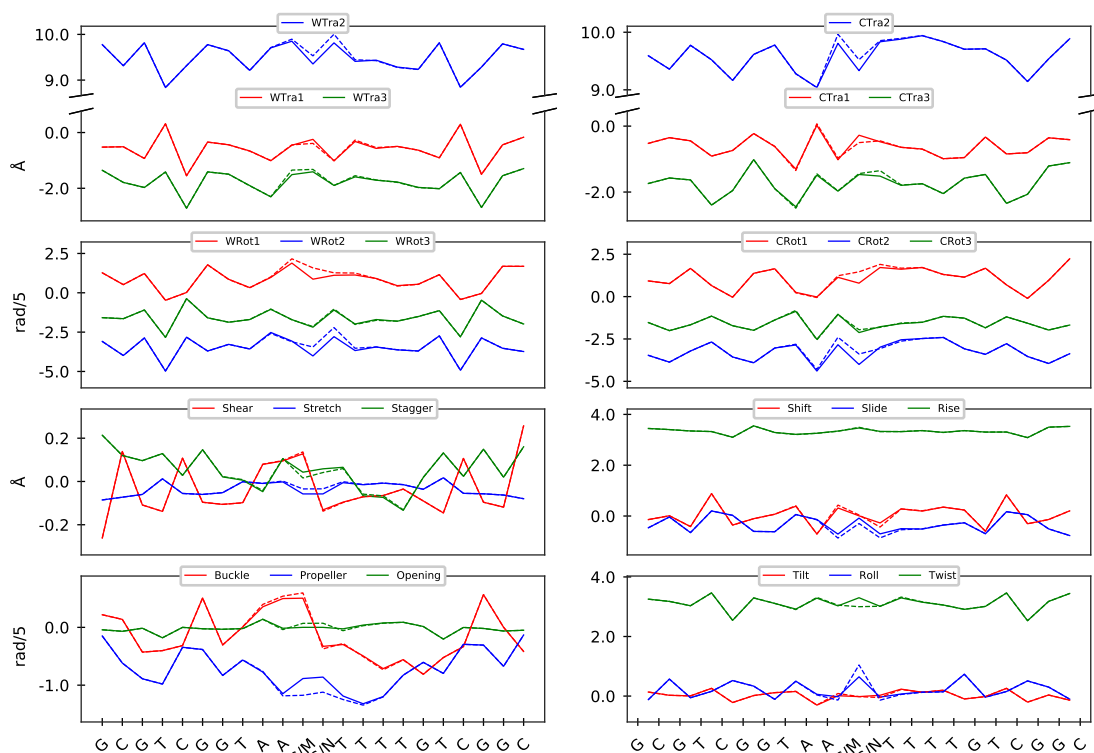 WTra2
10.0
9.0
WTra1 WTra3
0.0
-2.0
Å
CTra2
10.0
9.0
CTra1 CTra3
0.0
-2.0
WRot1 WRot2 WRot3
2.5
0.0
-2.5
-5.0
rad/5
CRot1 CRot2 CRot3
2.5
0.0
-2.5
-5.0
Shear Stretch Stagger
0.2
0.0
-0.2
Å
Shift Slide Rise
4.0
2.0
0.0
Buckle Propeller Opening
0.0
-1.0
rad/5
Tilt Roll Twist
4.0
2.0
0.0
G C G T C G G T A A /M /N T T T T G T C G G C
G C G T C G G T A A /M /N T T T T G T C G G C